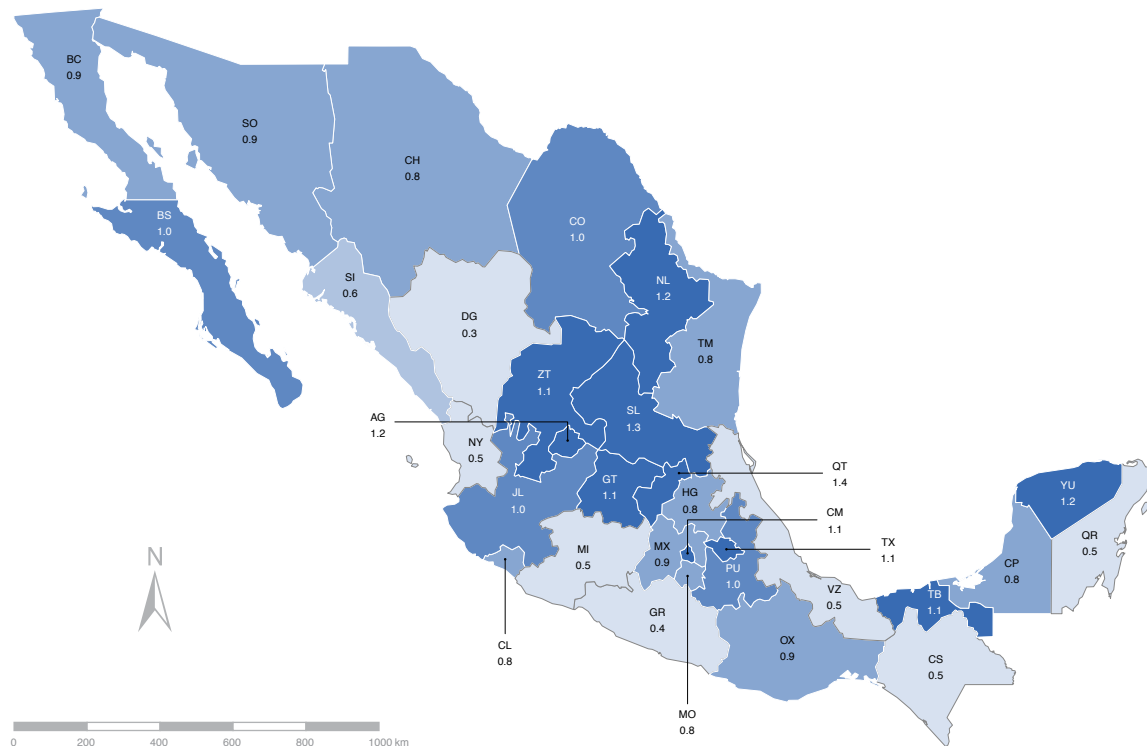 BC
0.9
SO
0.9
CH
0.8
BS
1.0
CO
1.0
SI
0.6
NL
1.2
DG
0.3
TM
0.8
ZT
1.1
SL
1.3
AG
1.2
NY
0.5
JL
1.0
GT
1.1
QT
1.4
HG
0.8
CM
1.1
YU
1.2
TX
1.1
QR
0.5
MI
0.5
MX
0.9
PU
1.0
CP
0.8
VZ
0.5
TB
1.1
GR
0.4
CL
0.8
OX
0.9
CS
0.5
MO
0.8
N
0 200 400 600 800 1000 km